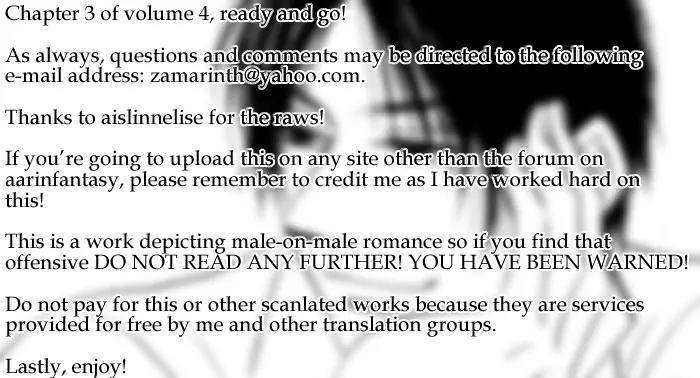 Chapter 3 of volume 4, ready and go!
As always, questions and comments may be directed to the following
e-mail address: zamarinth@yahoo.com.
Thanks to aislinnelise for the raws!
If you're going to upload this on any site other than the forum on
aarinfantasy, please remember to credit me as I have worked hard on
this!
This is a work depicting male-on-male romance so if you find that
offensive DO NOT READ ANY FURTHER! YOU HAVE BEEN WARNED!
Do not pay for this or other scanlated works because they are services
provided for free by me and other translation groups.
Lastly, enjoy!